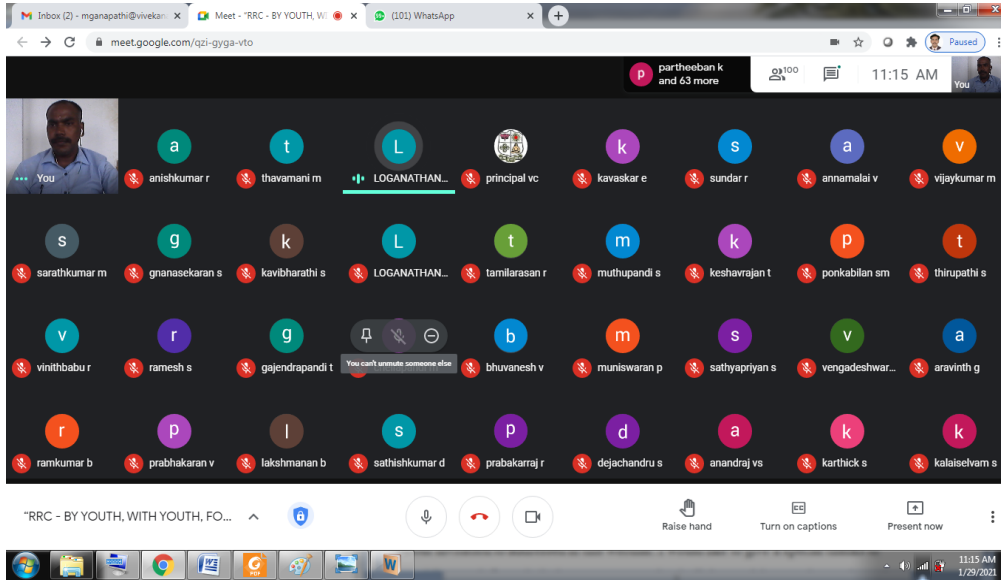 Inbox (2) - mganapathi@vivekan
Meet - "RRC - BY YOUTH, WI
(101) WhatsApp
meet.google.com/qzi-gyga-vto
Paused
p
partheeban k
and 63 more
100
11:15 AM
You
You
a
anishkumar r
t
thavamani m
L
LOGANATHAN...
principal vc
k
kavaskar e
s
sundar r
a
annamalai v
v
vijaykumar m
s
sarathkumar m
g
gnanasekaran s
k
kavibharathi s
L
LOGANATHAN...
t
tamilarasan r
m
muthupandi s
k
keshavrajan t
p
ponkabilan sm
t
thirupathi s
v
vinithbabu r
r
ramesh s
g
gajendrapandi t
You can't unmute someone else
b
bhuvanesh v
m
muniswaran p
s
sathyapriyan s
v
vengadeshwar...
a
aravinth g
r
ramkumar b
p
prabhakaran v
l
lakshmanan b
s
sathishkumar d
p
prabakarraj r
d
dejachandru s
a
anandraj vs
k
karthick s
k
kalaiselvam s
"RRC - BY YOUTH, WITH YOUTH, FO...
Raise hand
CC
Turn on captions
Present now
W
G
PDF
W
11:15 AM
1/29/2021